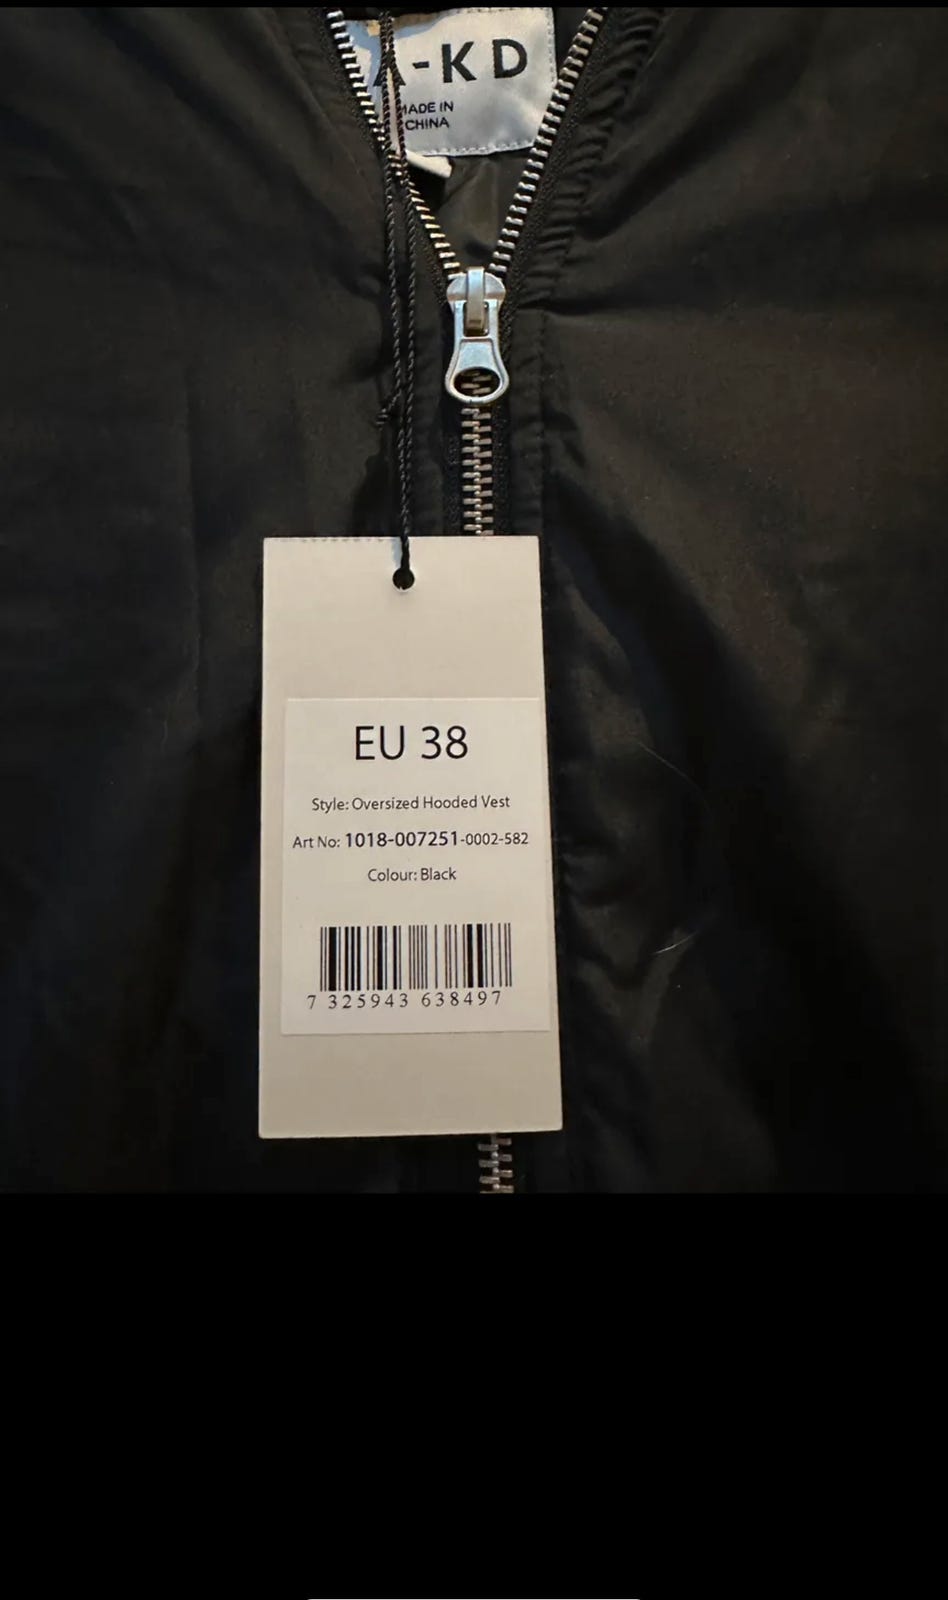 A-KD
MADE IN
CHINA
EU 38
Style: Oversized Hooded Vest
Art No: 1018-007251-0002-582
Colour: Black
7 325943 638497